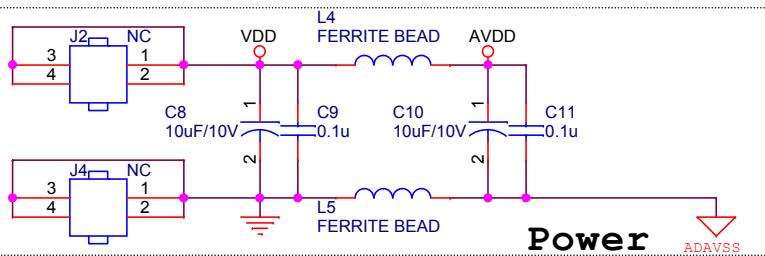 L4
J2 NC VDD FERRITE BEAD AVDD
3 1
4 2
1 1
C8 C9 C10 C11
10uF/10V 0.1u 10uF/10V 0.1u
2 2
J4 NC
3 1
4 2
L5
FERRITE BEAD
Power ADAVSS